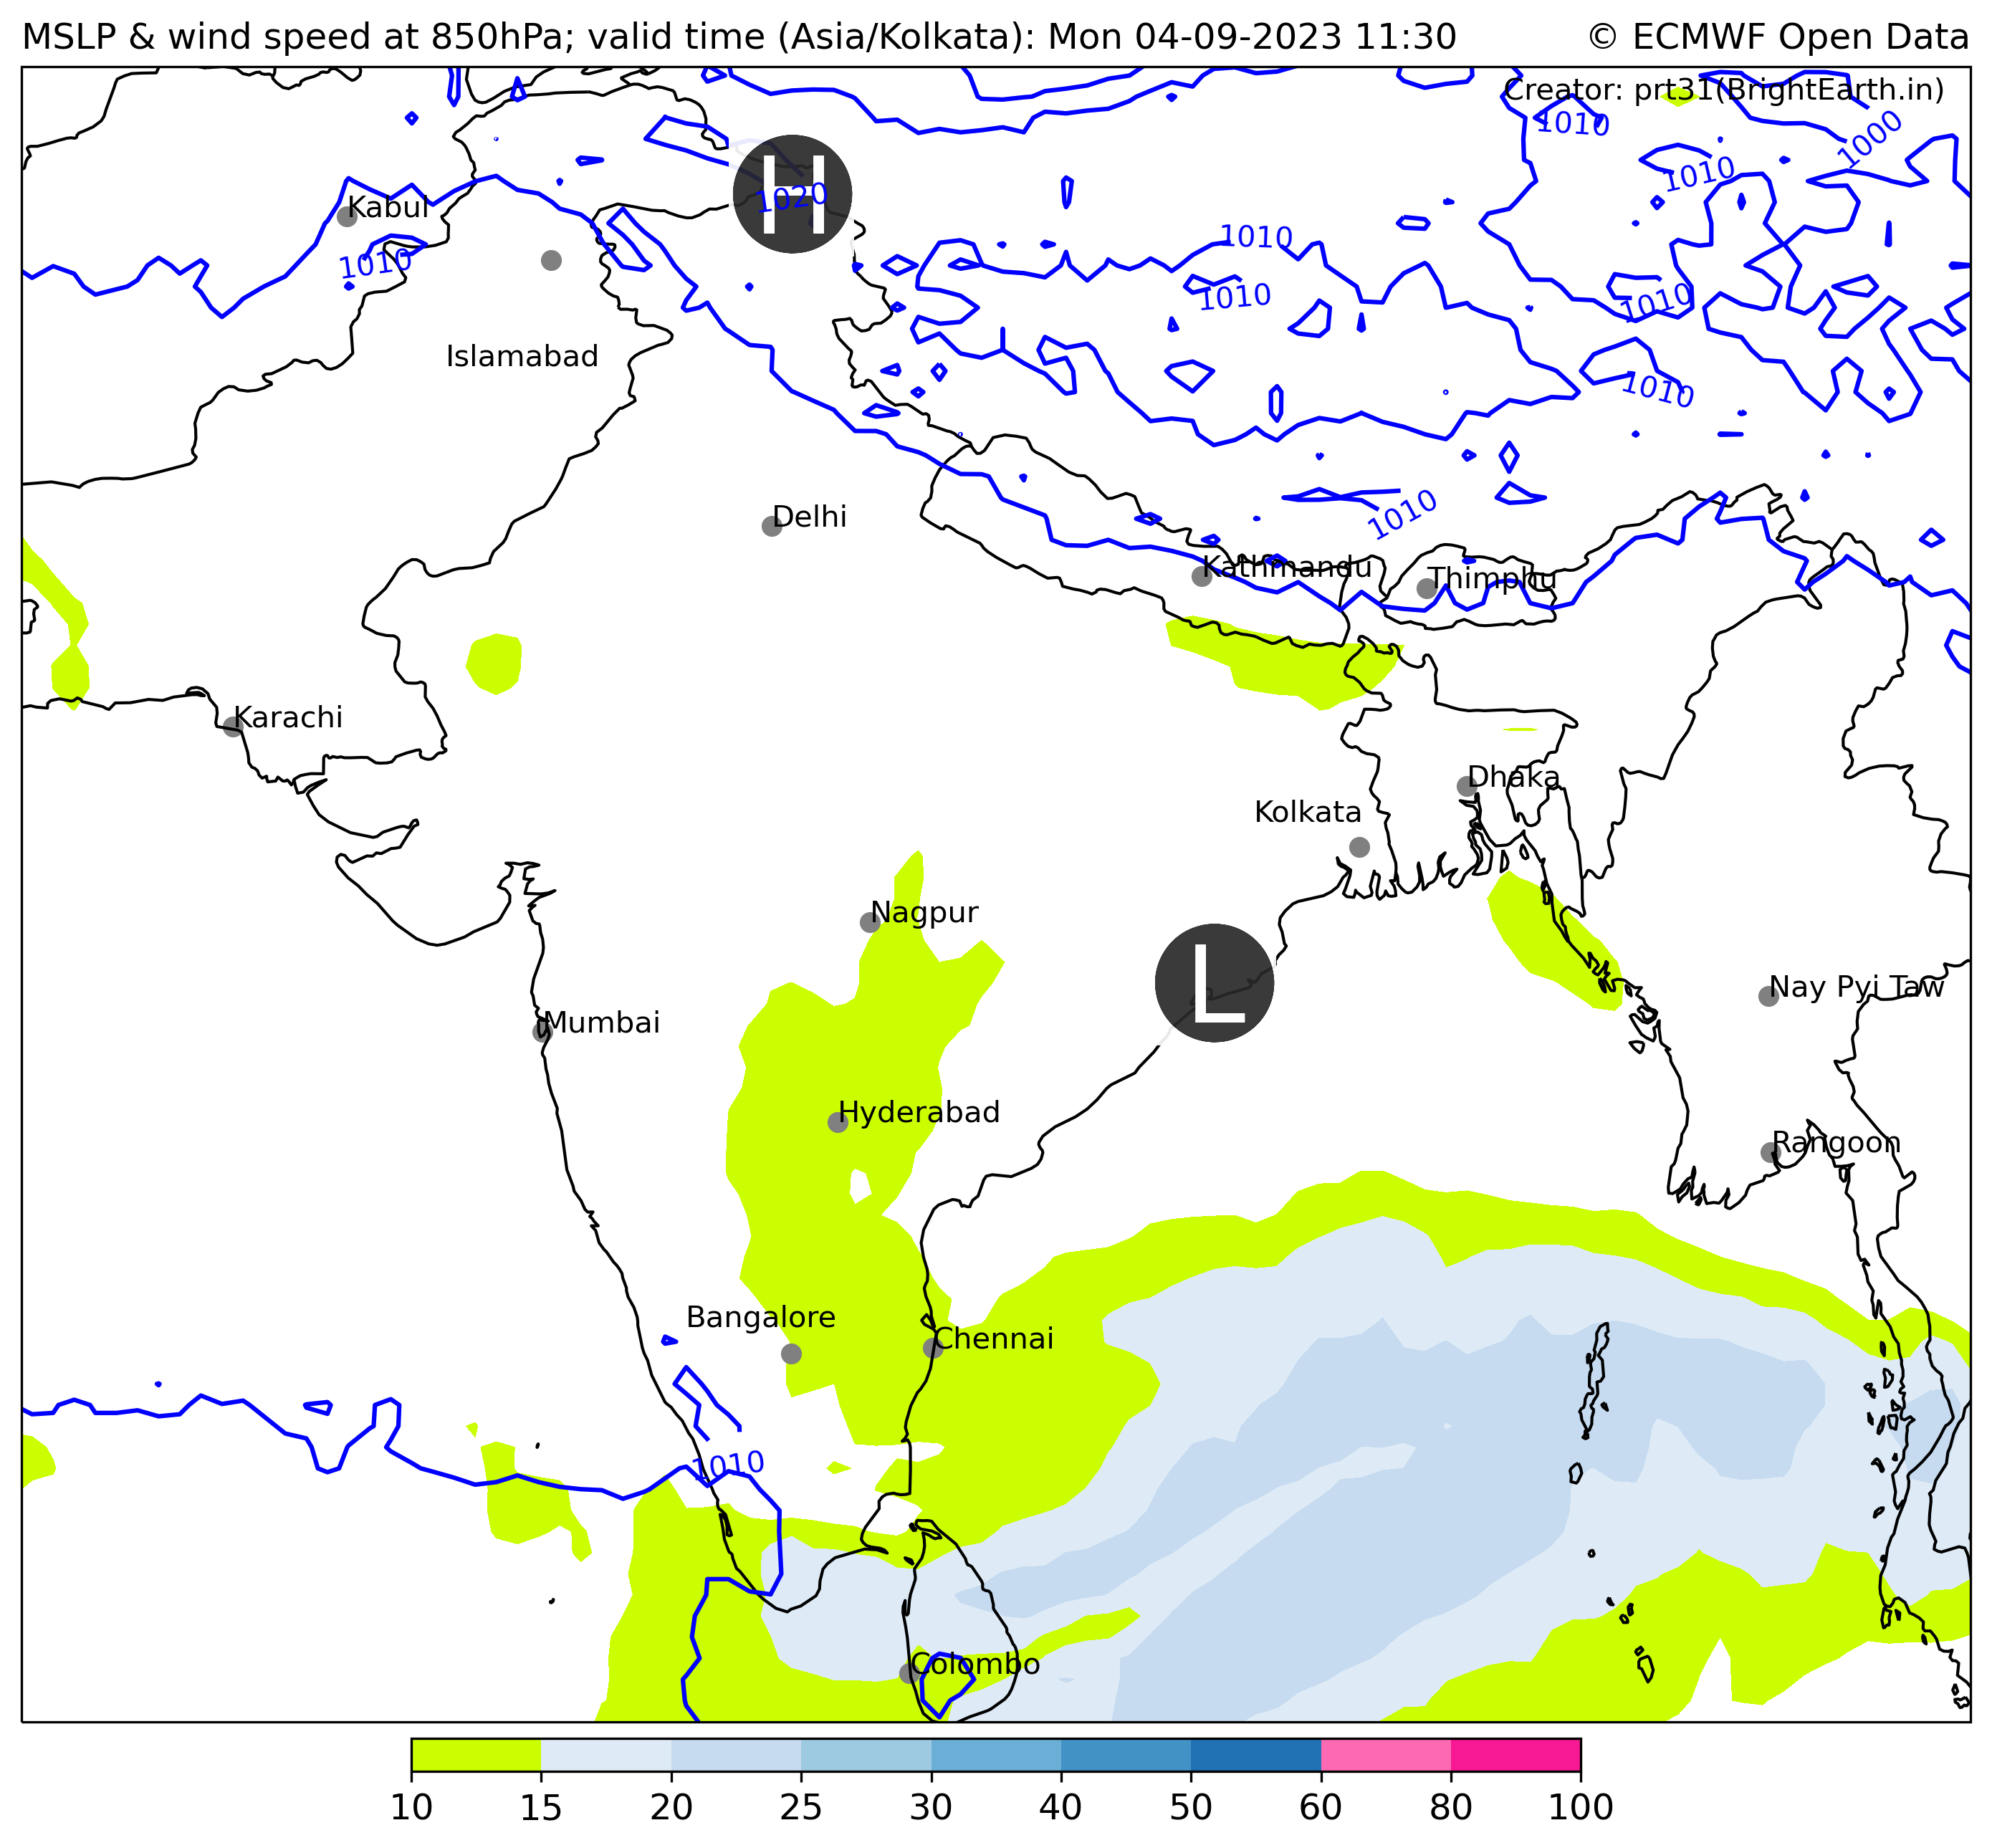 MSLP & wind speed at 850hPa; valid time (Asia/Kolkata): Mon 04-09-2023 11:30
© ECMWF Open Data
Creator: prt31(BrightEarth.in)
1010
1000
1010
H
1020
Kabul
1010
1010
1010
1010
Islamabad
1010
1010
Delhi
Kathmandu
Thimphu
Karachi
Dhaka
Kolkata
Nagpur
L
Nay Pyi Taw
Mumbai
Hyderabad
Rangoon
Bangalore
Chennai
1010
Colombo
10 15 20 25 30 40 50 60 80 100